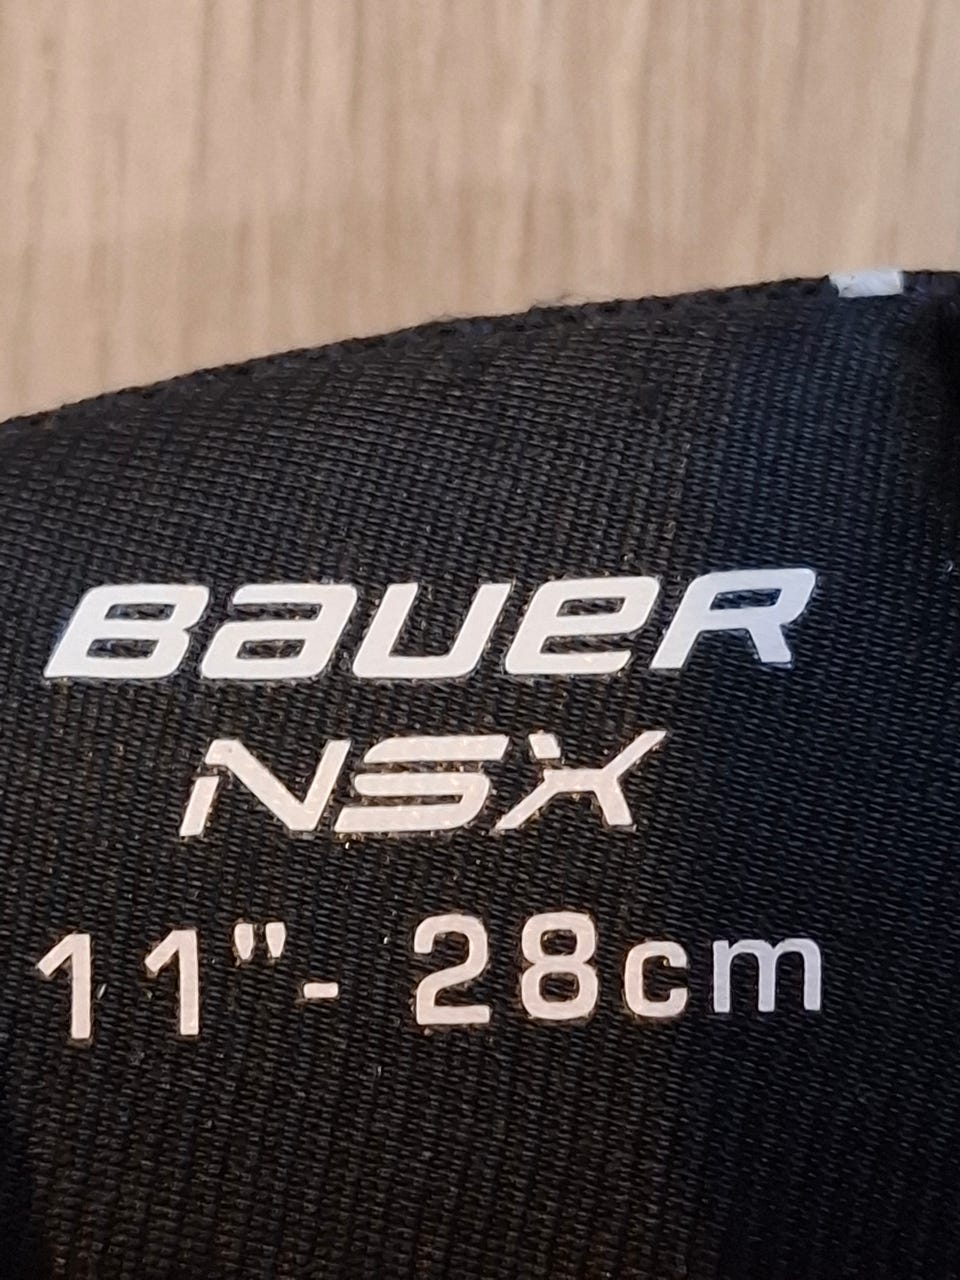 BAUER
NSX
11"- 28cm